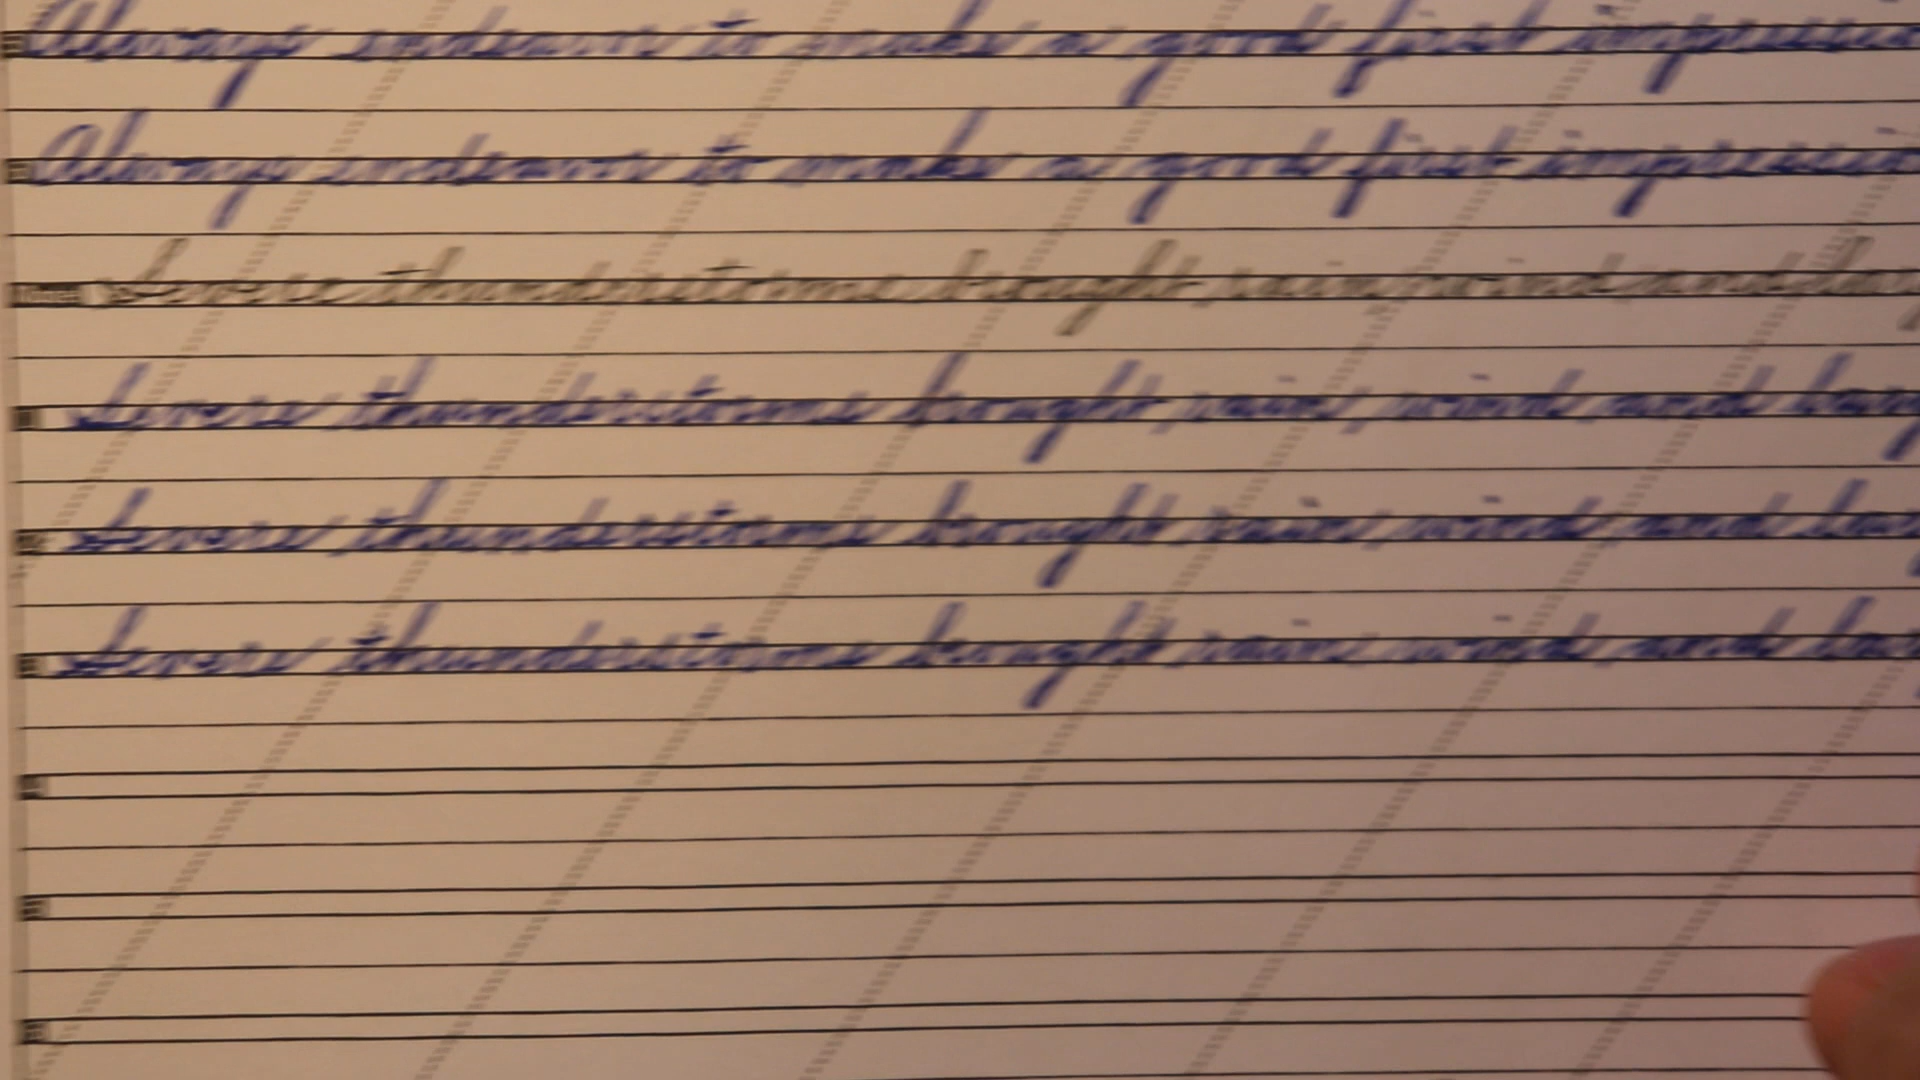 Always endeavor to make a good first
Always endeavor to make a good first
Severe thunderstorms brought rain, wind, and
Severe thunderstorms brought rain, wind, and
Severe thunderstorms brought rain, wind, and
Severe thunderstorms brought rain, wind, and